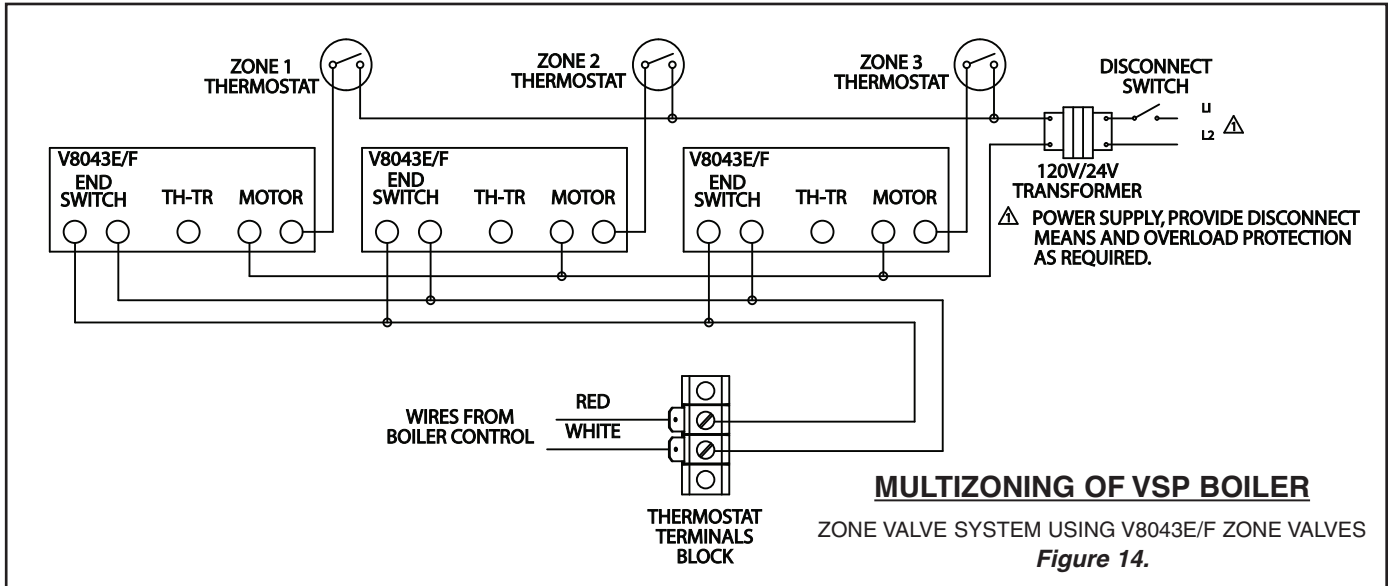 ZONE 1
THERMOSTAT
ZONE 2
THERMOSTAT
ZONE 3
THERMOSTAT
DISCONNECT
SWITCH
L1
L2 1
120V/24V
TRANSFORMER
1 POWER SUPPLY, PROVIDE DISCONNECT
MEANS AND OVERLOAD PROTECTION
AS REQUIRED.
V8043E/F
END
SWITCH TH-TR MOTOR
V8043E/F
END
SWITCH TH-TR MOTOR
V8043E/F
END
SWITCH TH-TR MOTOR
WIRES FROM
BOILER CONTROL
RED
WHITE
THERMOSTAT
TERMINALS
BLOCK
MULTIZONING OF VSP BOILER
ZONE VALVE SYSTEM USING V8043E/F ZONE VALVES
Figure 14.